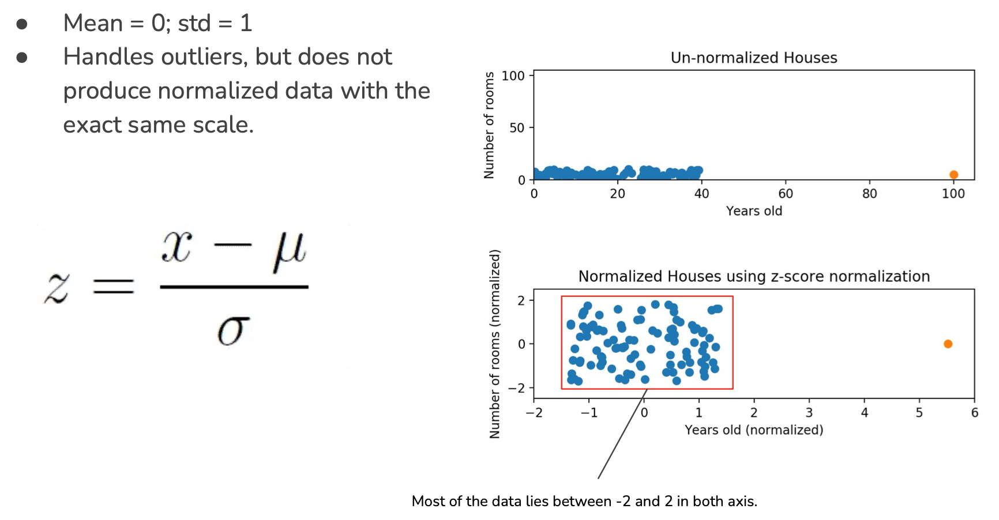 ● Mean = 0; std = 1
● Handles outliers, but does not
produce normalized data with the
exact same scale.
z = x − μ
σ
Un-normalized Houses
Number of rooms
100
50
0
0 20 40 60 80 100
Years old
Normalized Houses using z-score normalization
Number of rooms (normalized)
2
0
−2
−2 −1 0 1 2 3 4 5 6
Years old (normalized)
Most of the data lies between -2 and 2 in both axis.